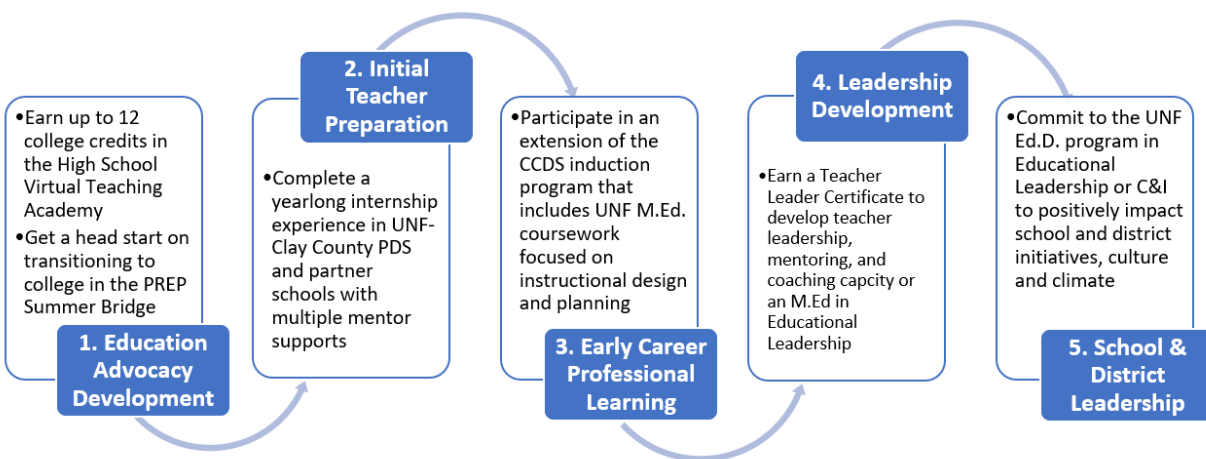 •Earn up to 12
college credits in
the High School
Virtual Teaching
Academy
•Get a head start on
transitioning to
college in the PREP
Summer Bridge
1. Education
Advocacy
Development
2. Initial
Teacher
Preparation
•Complete a
yearlong internship
experience in UNF-
Clay County PDS
and partner
schools with
multiple mentor
supports
•Participate in an
extension of the
CCDS induction
program that
includes UNF M.Ed.
coursework
focused on
instructional design
and planning
3. Early Career
Professional
Learning
4. Leadership
Development
•Earn a Teacher
Leader Certificate to
develop teacher
leadership,
mentoring, and
coaching capcity or
an M.Ed in
Educational
Leadership
•Commit to the UNF
Ed.D. program in
Educational
Leadership or C&I
to positively impact
school and district
initiatives, culture
and climate
5. School &
District
Leadership